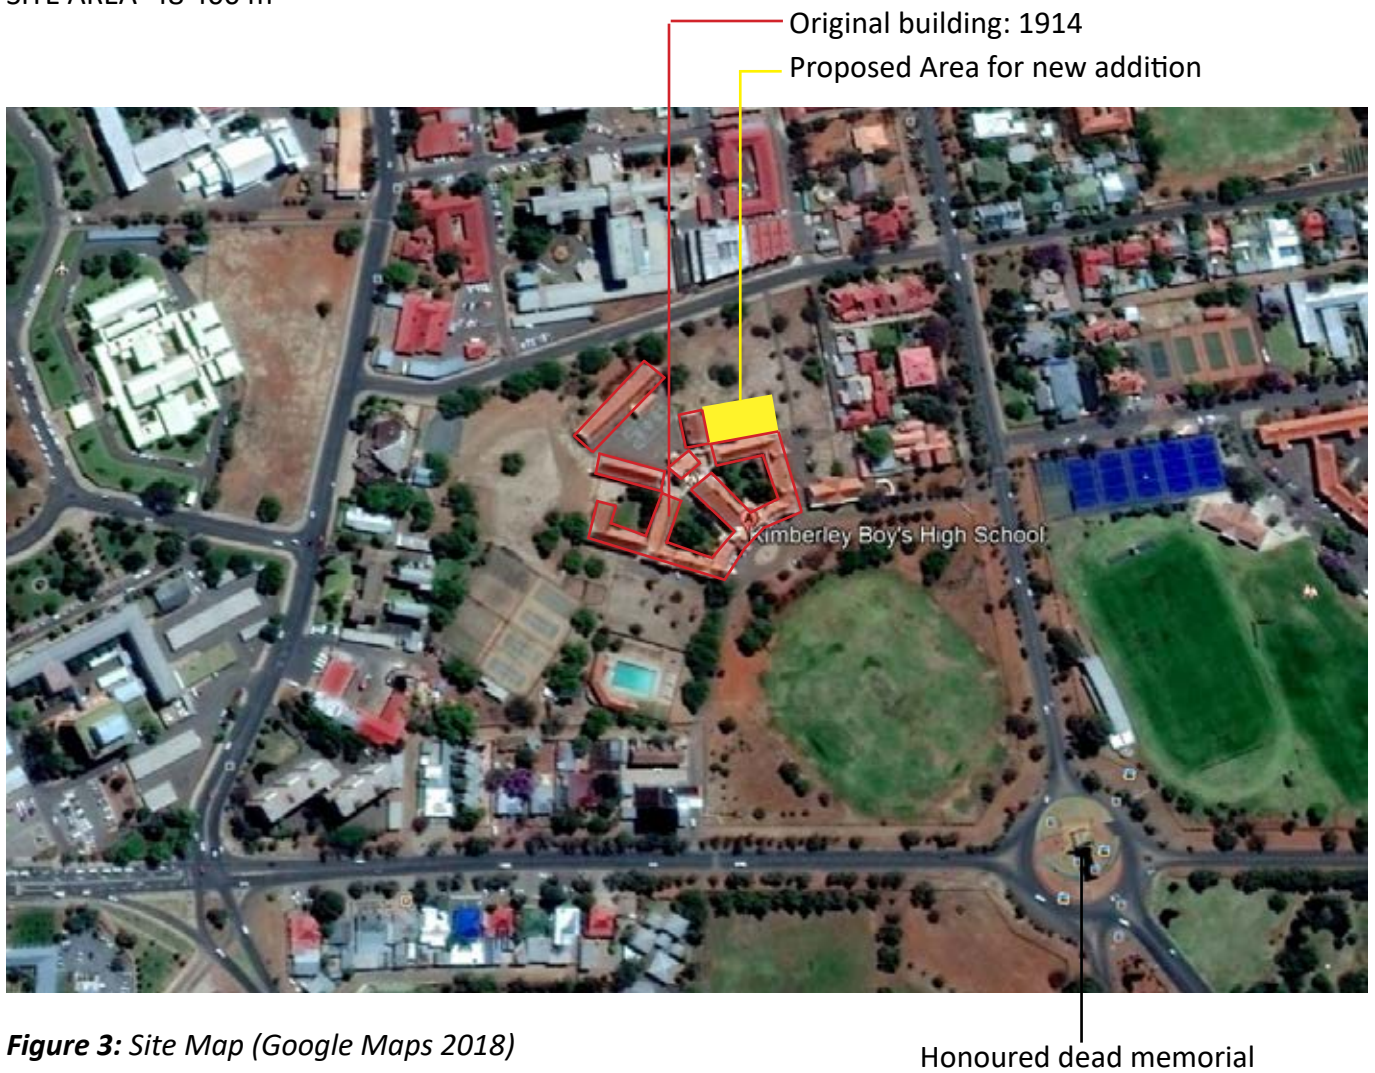 Original building: 1914
Proposed Area for new addition
Kimberley Boy's High School
Figure 3: Site Map (Google Maps 2018)
Honoured dead memorial